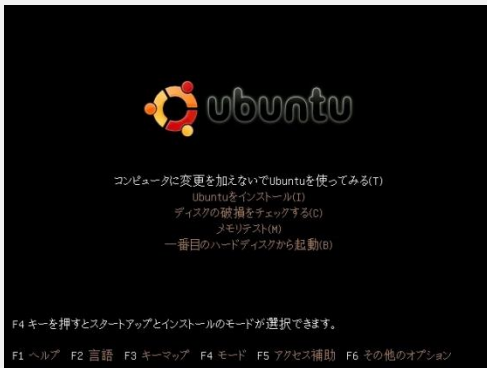 ubuntu
コンピュータに変更を加えないでUbuntuを使ってみる(T)
Ubuntuをインストール(I)
ディスクの破損をチェックする(C)
メモリテスト(M)
一番目のハードディスクから起動(B)
F4 キーを押すとスタートアップとインストールのモードが選択できます。
F1 ヘルプ F2 言語 F3 キーマップ F4 モード F5 アクセス補助 F6 その他のオプション